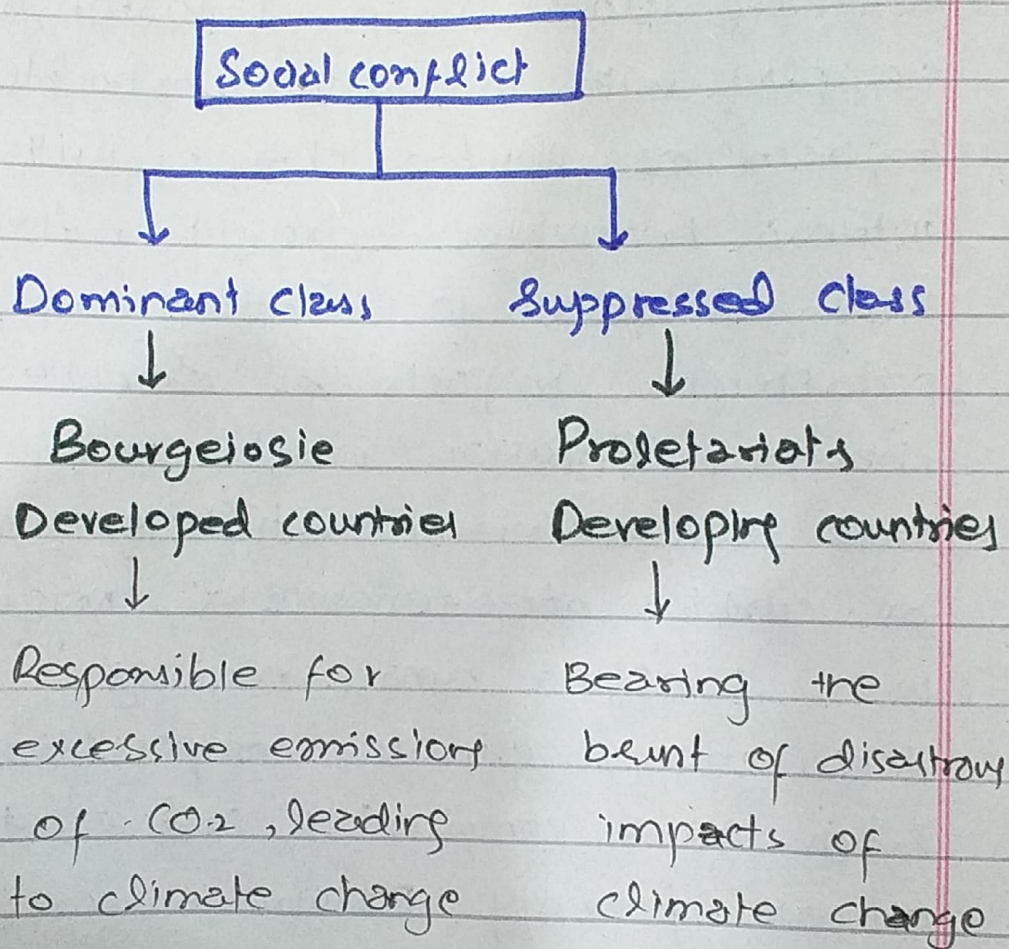 Social conflict
Dominant class
Suppressed class
Bourgeiosie
Proletariats
Developed countries
Developing countries
Responsible for
excessive emissions
of CO2, leading
to climate change
Bearing the
brunt of disastrous
impacts of
climate change